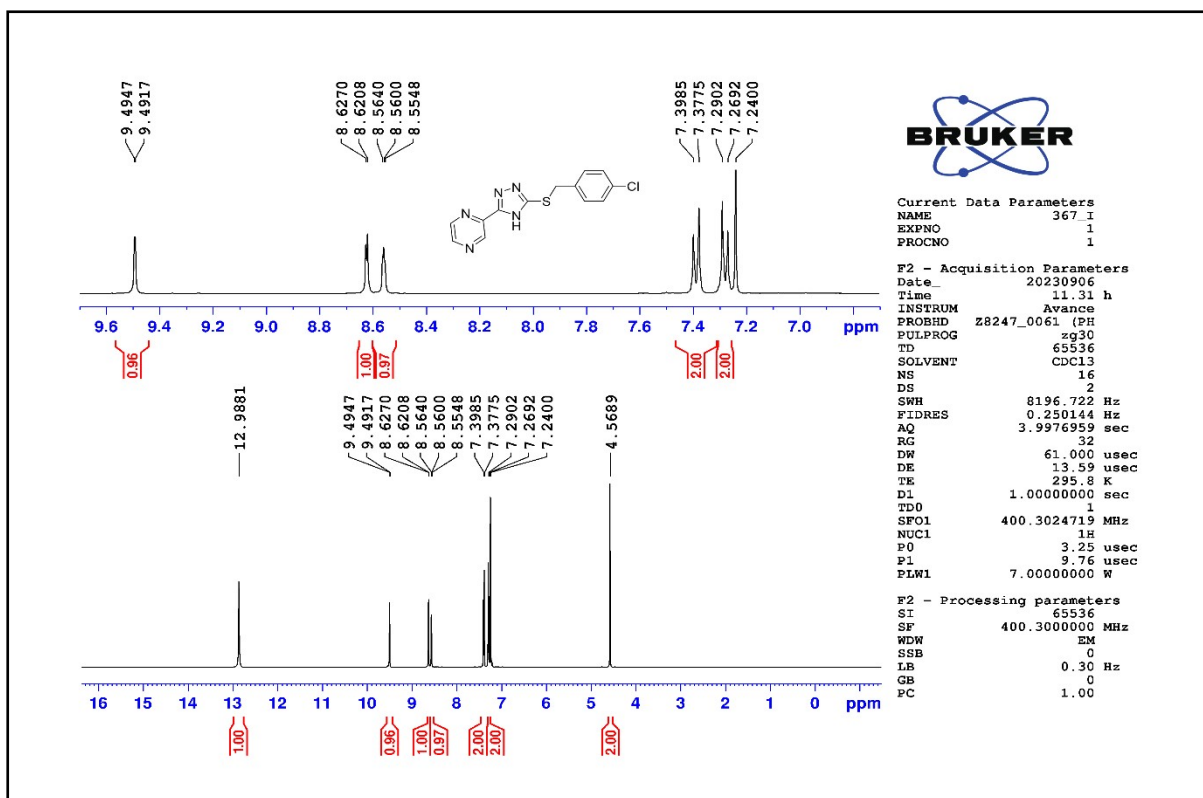 9.4947
9.4917
8.6270
8.6208
8.5640
8.5600
8.5548
7.3985
7.3775
7.2902
7.2692
7.2400
N
N
N
N
H
S
Cl
N
N
9.6 9.4 9.2 9.0 8.8 8.6 8.4 8.2 8.0 7.8 7.6 7.4 7.2 7.0 ppm
0.96
1.00
0.97
2.00
2.00
12.9881
9.4947
9.4917
8.6270
8.6208
8.5640
8.5600
8.5548
7.3985
7.3775
7.2902
7.2692
7.2400
4.5689
16 15 14 13 12 11 10 9 8 7 6 5 4 3 2 1 0 ppm
1.00
0.96
1.00
0.97
2.00
2.00
2.00
BRUKER
Current Data Parameters
NAME 367_I
EXPNO 1
PROCNO 1
F2 - Acquisition Parameters
Date_ 20230906
Time 11.31 h
INSTRUM Avance
PROBHD Z8247_0061 (PH
PULPROG zg30
TD 65536
SOLVENT CDCl3
NS 16
DS 2
SWH 8196.722 Hz
FIDRES 0.250144 Hz
AQ 3.9976959 sec
RG 32
DW 61.000 usec
DE 13.59 usec
TE 295.8 K
D1 1.00000000 sec
TD0 1
SFO1 400.3024719 MHz
NUC1 1H
P0 3.25 usec
P1 9.76 usec
PLW1 7.00000000 W
F2 - Processing parameters
SI 65536
SF 400.3000000 MHz
WDW EM
SSB 0
LB 0.30 Hz
GB 0
PC 1.00